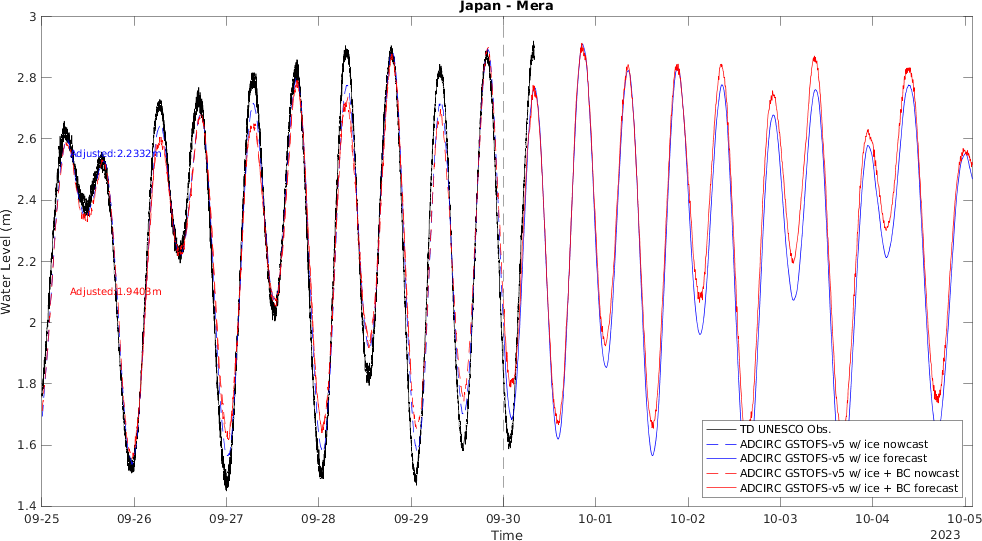 Japan - Mera
3
2.8
2.6
2.4
2.2
2
1.8
1.6
1.4
Water Level (m)
Adjusted:2.2332m
Adjusted:1.9403m
TD UNESCO Obs.
ADCIRC GSTOFS-v5 w/ ice nowcast
ADCIRC GSTOFS-v5 w/ ice forecast
ADCIRC GSTOFS-v5 w/ ice + BC nowcast
ADCIRC GSTOFS-v5 w/ ice + BC forecast
09-25 09-26 09-27 09-28 09-29 09-30 10-01 10-02 10-03 10-04 10-05
Time
2023